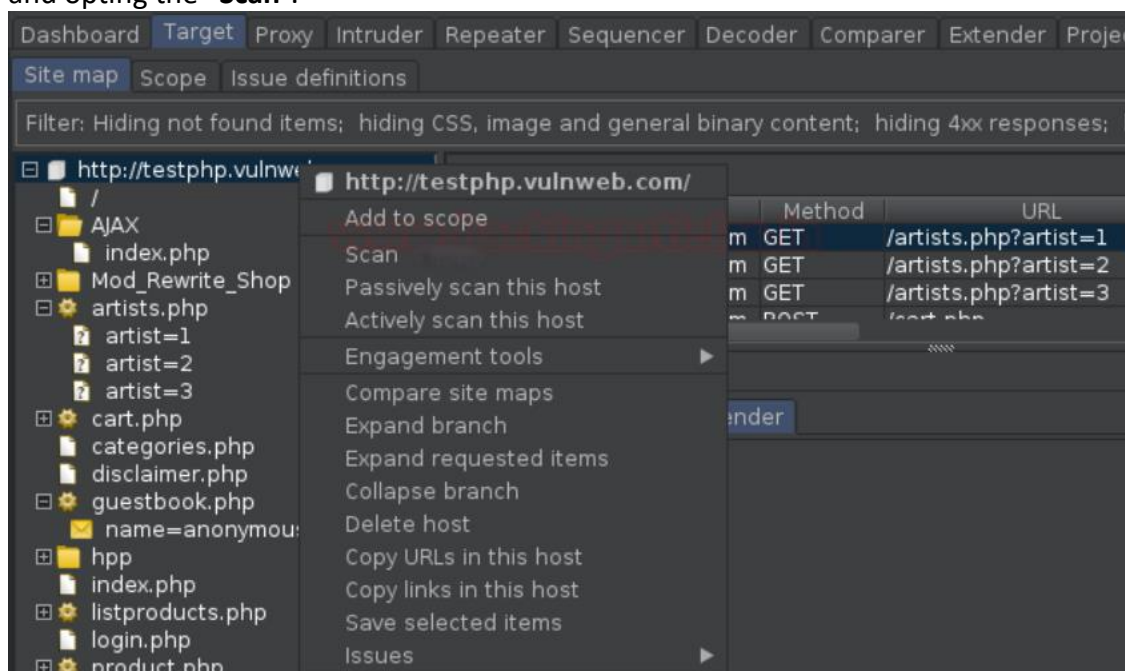 and opting the "Scan".
Dashboard Target Proxy Intruder Repeater Sequencer Decoder Comparer Extender Proje
Site map Scope Issue definitions
Filter: Hiding not found items; hiding CSS, image and general binary content; hiding 4xx responses;
http://testphp.vulnwe
/
AJAX
index.php
Mod_Rewrite_Shop
artists.php
artist=1
artist=2
artist=3
cart.php
categories.php
disclaimer.php
guestbook.php
name=anonymou
hpp
index.php
listproducts.php
login.php
product.php
http://testphp.vulnweb.com/
Add to scope
Scan
Passively scan this host
Actively scan this host
Engagement tools
Compare site maps
Expand branch
Expand requested items
Collapse branch
Delete host
Copy URLs in this host
Copy links in this host
Save selected items
Issues
Method URL
m GET /artists.php?artist=1
m GET /artists.php?artist=2
m GET /artists.php?artist=3
m POST /cart.php
ender